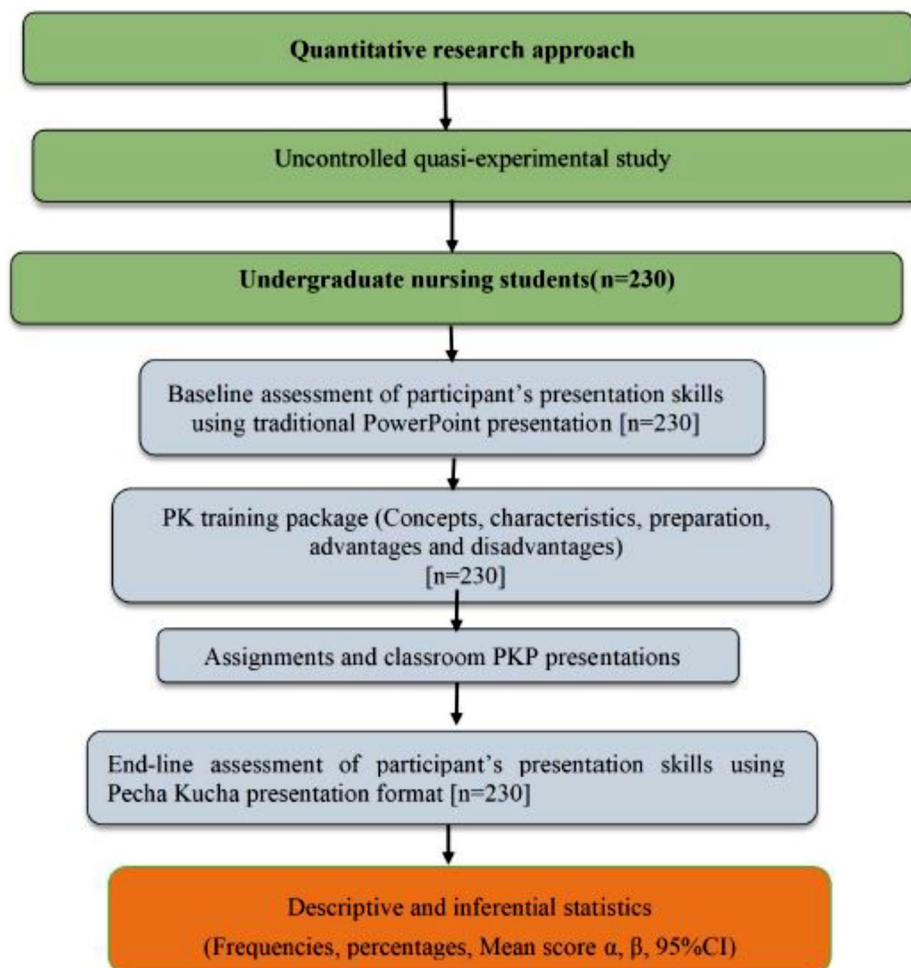 Quantitative research approach
Uncontrolled quasi-experimental study
Undergraduate nursing students(n=230)
Baseline assessment of participant's presentation skills
using traditional PowerPoint presentation [n=230]
PK training package (Concepts, characteristics, preparation,
advantages and disadvantages)
[n=230]
Assignments and classroom PKP presentations
End-line assessment of participant's presentation skills using
Pecha Kucha presentation format [n=230]
Descriptive and inferential statistics
(Frequencies, percentages, Mean score α, β, 95%CI)